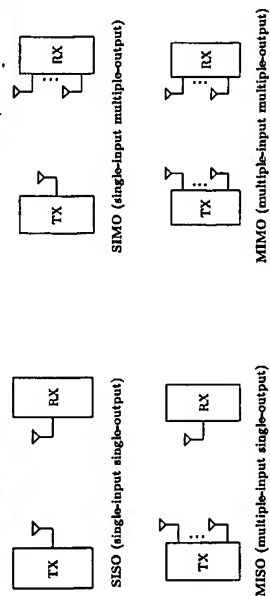 TX RX
SISO (single-input single-output)
TX RX
SIMO (single-input multiple-output)
TX RX
MISO (multiple-input single-output)
TX RX
MIMO (multiple-input multiple-output)